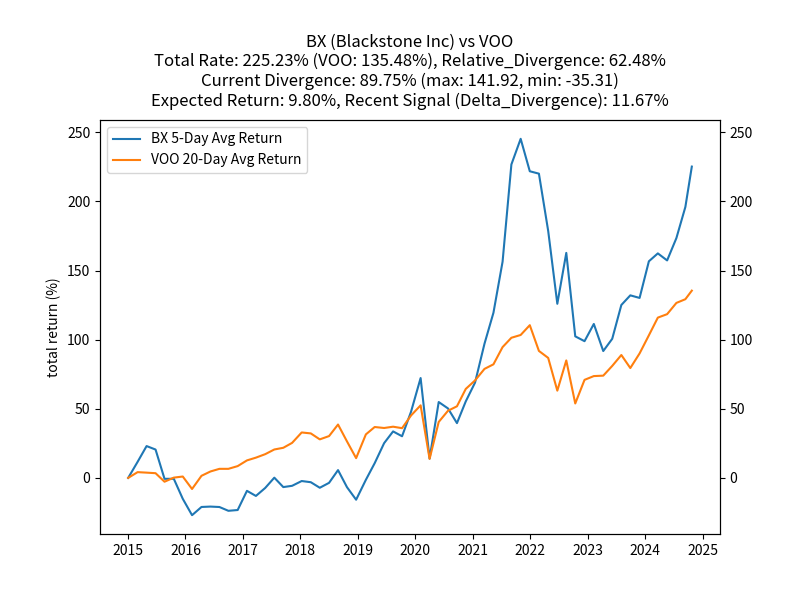 BX (Blackstone Inc) vs VOO
Total Rate: 225.23% (VOO: 135.48%), Relative_Divergence: 62.48%
Current Divergence: 89.75% (max: 141.92, min: -35.31)
Expected Return: 9.80%, Recent Signal (Delta_Divergence): 11.67%
BX 5-Day Avg Return
VOO 20-Day Avg Return
total return (%)
250 250
200 200
150 150
100 100
50 50
0 0
2015 2016 2017 2018 2019 2020 2021 2022 2023 2024 2025